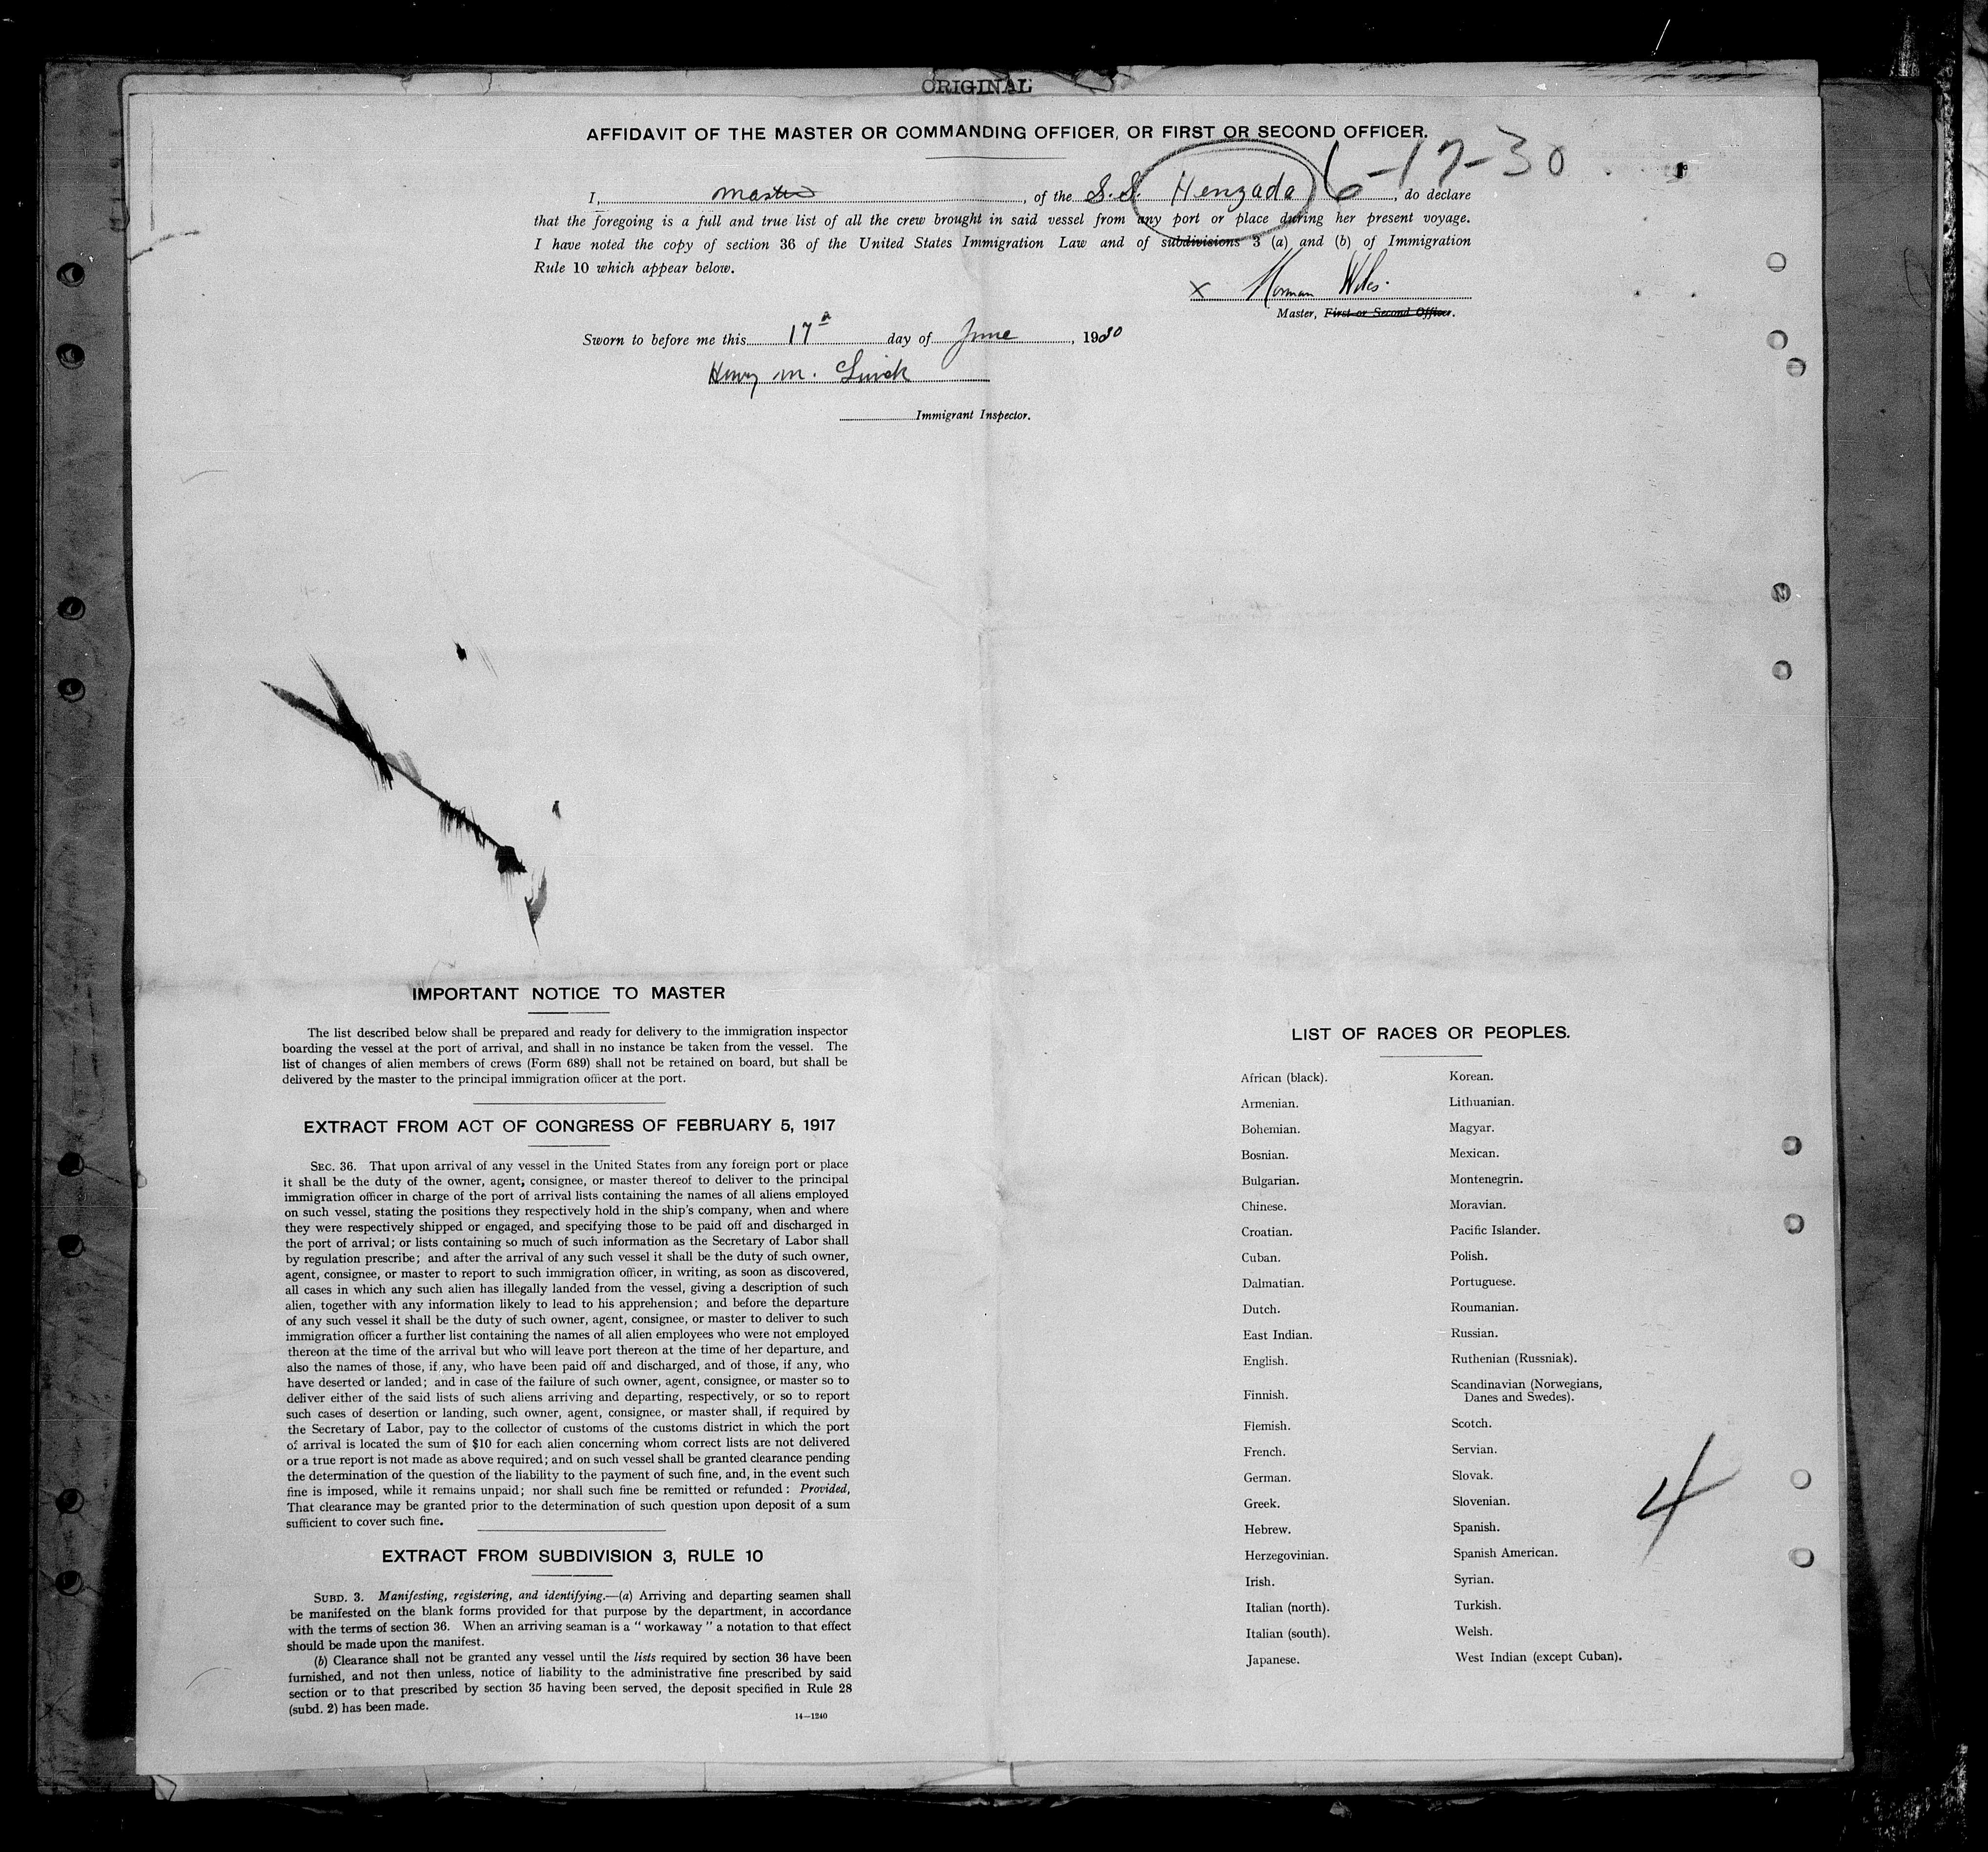 ORIGINAL
AFFIDAVIT OF THE MASTER OR COMMANDING OFFICER, OR FIRST OR SECOND OFFICER.
6-17-30
I, master, of the S.S. Henzada, do declare
that the foregoing is a full and true list of all the crew brought in said vessel from any port or place during her present voyage.
I have noted the copy of section 36 of the United States Immigration Law and of subdivisions 3 (a) and (b) of Immigration
Rule 10 which appear below.
x Norman
Master, First or Second Officer.
Sworn to before me this 17th day of June, 1930
Henry M.
Immigrant Inspector.
IMPORTANT NOTICE TO MASTER
The list described below shall be prepared and ready for delivery to the immigration inspector
boarding the vessel at the port of arrival, and shall in no instance be taken from the vessel. The
list of changes of alien members of crews (Form 689) shall not be retained on board, but shall be
delivered by the master to the principal immigration officer at the port.
EXTRACT FROM ACT OF CONGRESS OF FEBRUARY 5, 1917
SEC. 36. That upon arrival of any vessel in the United States from any foreign port or place
it shall be the duty of the owner, agent, consignee, or master thereof to deliver to the principal
immigration officer in charge of the port of arrival lists containing the names of all aliens employed
on such vessel, stating the positions they respectively hold in the ship's company, when and where
they were respectively shipped or engaged, and specifying those to be paid off and discharged in
the port of arrival; or lists containing so much of such information as the Secretary of Labor shall
by regulation prescribe; and after the arrival of any such vessel it shall be the duty of such owner,
agent, consignee, or master to report to such immigration officer, in writing, as soon as discovered,
all cases in which any such alien has illegally landed from the vessel, giving a description of such
alien, together with any information likely to lead to his apprehension; and before the departure
of any such vessel it shall be the duty of such owner, agent, consignee, or master to deliver to such
immigration officer a further list containing the names of all alien employees who were not employed
thereon at the time of the arrival but who will leave port thereon at the time of her departure, and
also the names of those, if any, who have been paid off and discharged, and of those, if any, who
have deserted or landed; and in case of the failure of such owner, agent, consignee, or master so to
deliver either of the said lists of such aliens arriving and departing, respectively, or so to report
such cases of desertion or landing, such owner, agent, consignee, or master shall, if required by
the Secretary of Labor, pay to the collector of customs of the customs district in which the port
of arrival is located the sum of $10 for each alien concerning whom correct lists are not delivered
or a true report is not made as above required; and on such vessel shall be granted clearance pending
the determination of the question of the liability to the payment of such fine, and, in the event such
fine is imposed, while it remains unpaid; nor shall such fine be remitted or refunded: Provided,
That clearance may be granted prior to the determination of such question upon deposit of a sum
sufficient to cover such fine.
EXTRACT FROM SUBDIVISION 3, RULE 10
SUBD. 3. Manifesting, registering, and identifying.—(a) Arriving and departing seamen shall
be manifested on the blank forms provided for that purpose by the department, in accordance
with the terms of section 36. When an arriving seaman is a " workaway " a notation to that effect
should be made upon the manifest.
(b) Clearance shall not be granted any vessel until the lists required by section 36 have been
furnished, and not then unless, notice of liability to the administrative fine prescribed by said
section or to that prescribed by section 35 having been served, the deposit specified in Rule 28
(subd. 2) has been made.
14—1240
LIST OF RACES OR PEOPLES.
African (black).
Armenian.
Bohemian.
Bosnian.
Bulgarian.
Chinese.
Croatian.
Cuban.
Dalmatian.
Dutch.
East Indian.
English.
Finnish.
Flemish.
French.
German.
Greek.
Hebrew.
Herzegovinian.
Irish.
Italian (north).
Italian (south).
Japanese.
Korean.
Lithuanian.
Magyar.
Mexican.
Montenegrin.
Moravian.
Pacific Islander.
Polish.
Portuguese.
Roumanian.
Russian.
Ruthenian (Russniak).
Scandinavian (Norwegians,
Danes and Swedes).
Scotch.
Servian.
Slovak.
Slovenian.
Spanish.
Spanish American.
Syrian.
Turkish.
Welsh.
West Indian (except Cuban).
4